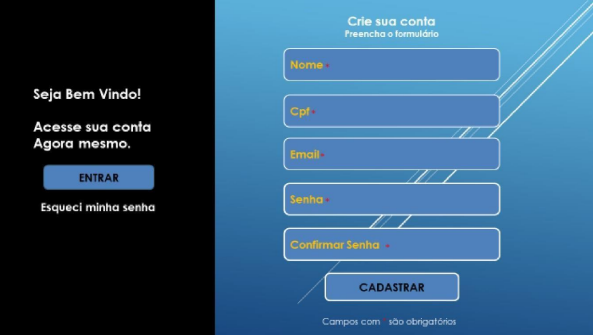 Seja Bem Vindo!
Acesse sua conta
Agora mesmo.
ENTRAR
Esqueci minha senha
Crie sua conta
Preencha o formulário
Nome *
Cpf *
Email *
Senha *
Confirmar Senha *
CADASTRAR
Campos com * são obrigatórios